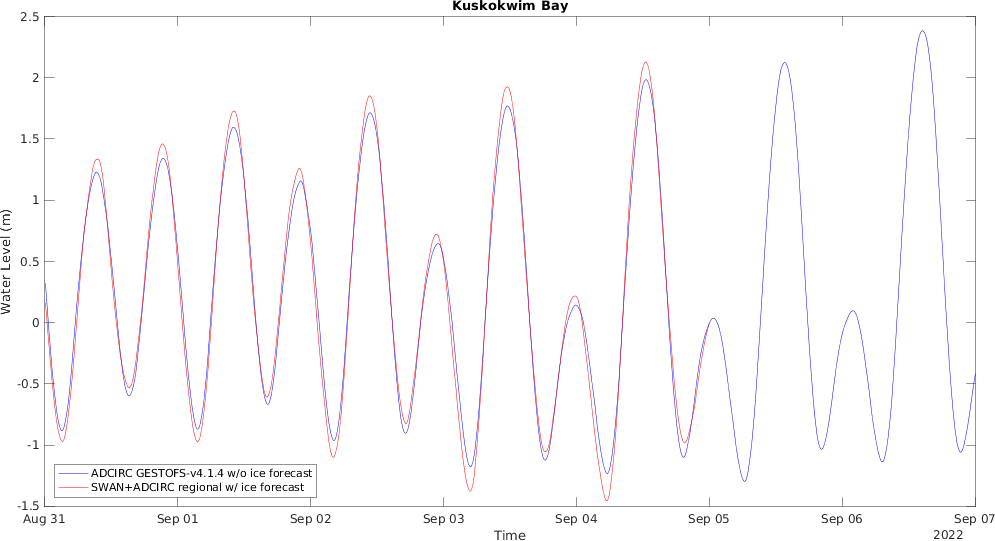 Kuskokwim Bay
2.5
2
1.5
1
0.5
0
-0.5
-1
-1.5
Water Level (m)
ADCIRC GESTOFS-v4.1.4 w/o ice forecast
SWAN+ADCIRC regional w/ ice forecast
Aug 31 Sep 01 Sep 02 Sep 03 Sep 04 Sep 05 Sep 06 Sep 07
Time
2022